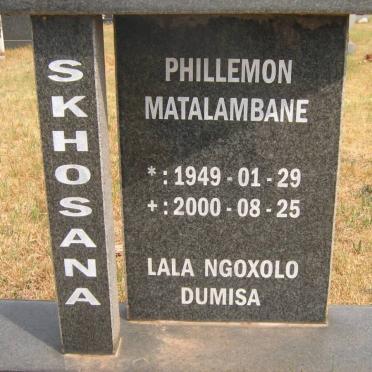 SKHOSANA
PHILLEMON
MATALAMBANE
* : 1949 - 01 - 29
+ : 2000 - 08 - 25
LALA NGOXOLO
DUMISA